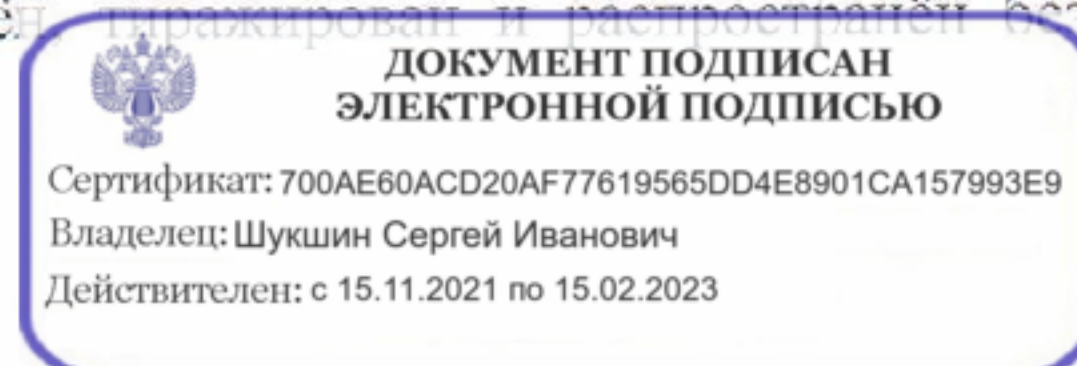 тиражирован и распространён без
ДОКУМЕНТ ПОДПИСАН
ЭЛЕКТРОННОЙ ПОДПИСЬЮ
Сертификат: 700AE60ACD20AF77619565DD4E8901CA157993E9
Владелец: Шукшин Сергей Иванович
Действителен: с 15.11.2021 по 15.02.2023